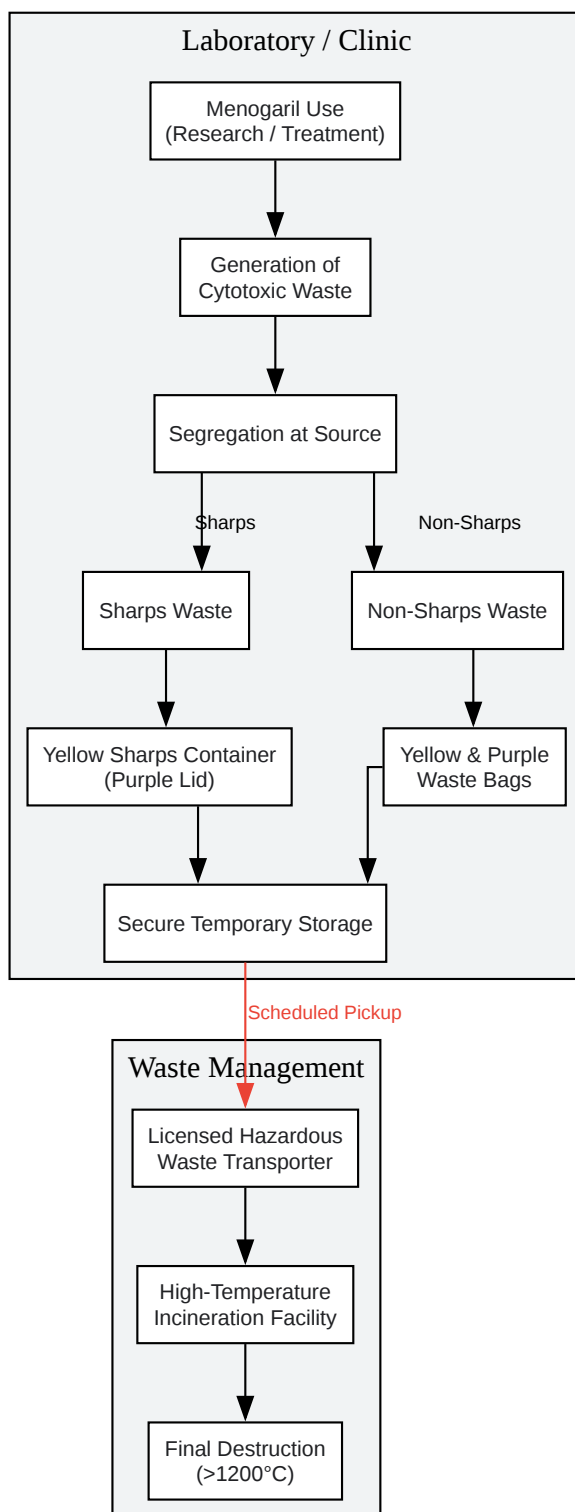 Laboratory / Clinic
Menogaril Use
(Research / Treatment)
Generation of
Cytotoxic Waste
Segregation at Source
Sharps
Non-Sharps
Sharps Waste
Non-Sharps Waste
Yellow Sharps Container
(Purple Lid)
Yellow & Purple
Waste Bags
Secure Temporary Storage
Scheduled Pickup
Waste Management
Licensed Hazardous
Waste Transporter
High-Temperature
Incineration Facility
Final Destruction
(>1200°C)